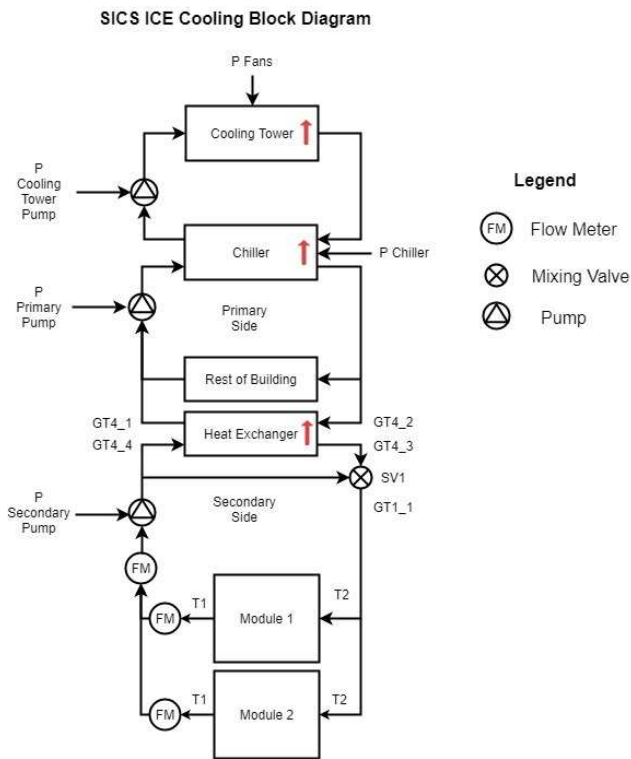 SICS ICE Cooling Block Diagram
P Fans
Cooling Tower
P
Cooling
Tower
Pump
Legend
FM
Flow Meter
Mixing Valve
Pump
Chiller
P Chiller
P
Primary
Pump
Primary
Side
Rest of Building
GT4_1
GT4_2
Heat Exchanger
GT4_4
GT4_3
SV1
P
Secondary
Pump
Secondary
Side
GT1_1
FM
T1
T2
FM
Module 1
T1
T2
FM
Module 2